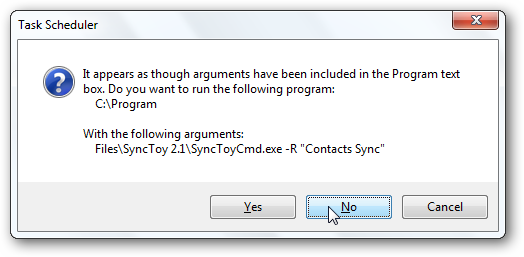 Task Scheduler
It appears as though arguments have been included in the Program text
box. Do you want to run the following program:
C:\Program
With the following arguments:
Files\SyncToy 2.1\SyncToyCmd.exe -R "Contacts Sync"
Yes No Cancel